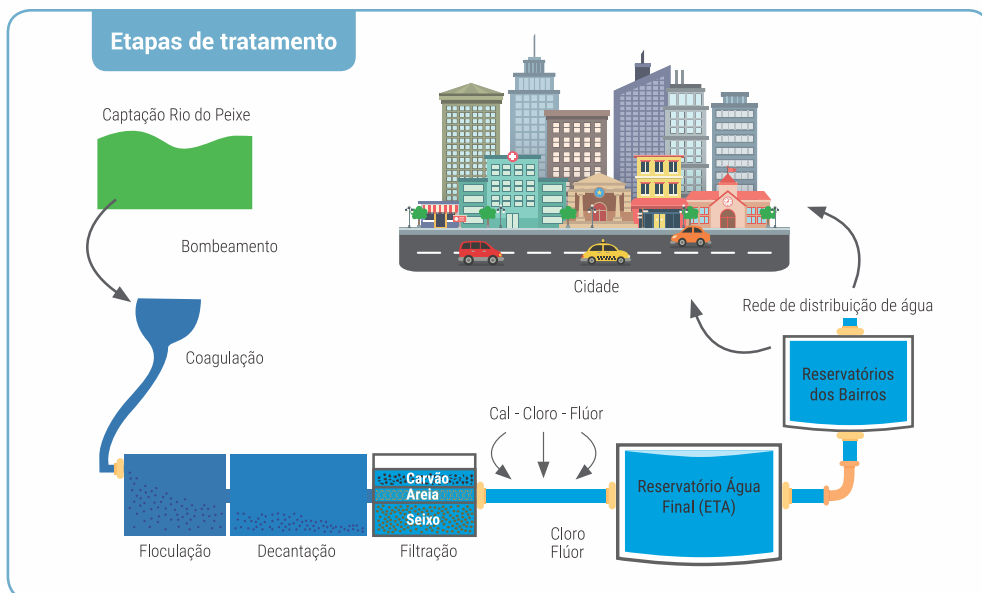 Etapas de tratamento
Captação Rio do Peixe
Bombeamento
Coagulação
Floculação
Decantação
Carvão
Areia
Seixo
Filtração
Cal - Cloro - Flúor
Cloro
Flúor
Reservatório Água
Final (ETA)
Reservatórios
dos Bairros
Rede de distribuição de água
Cidade